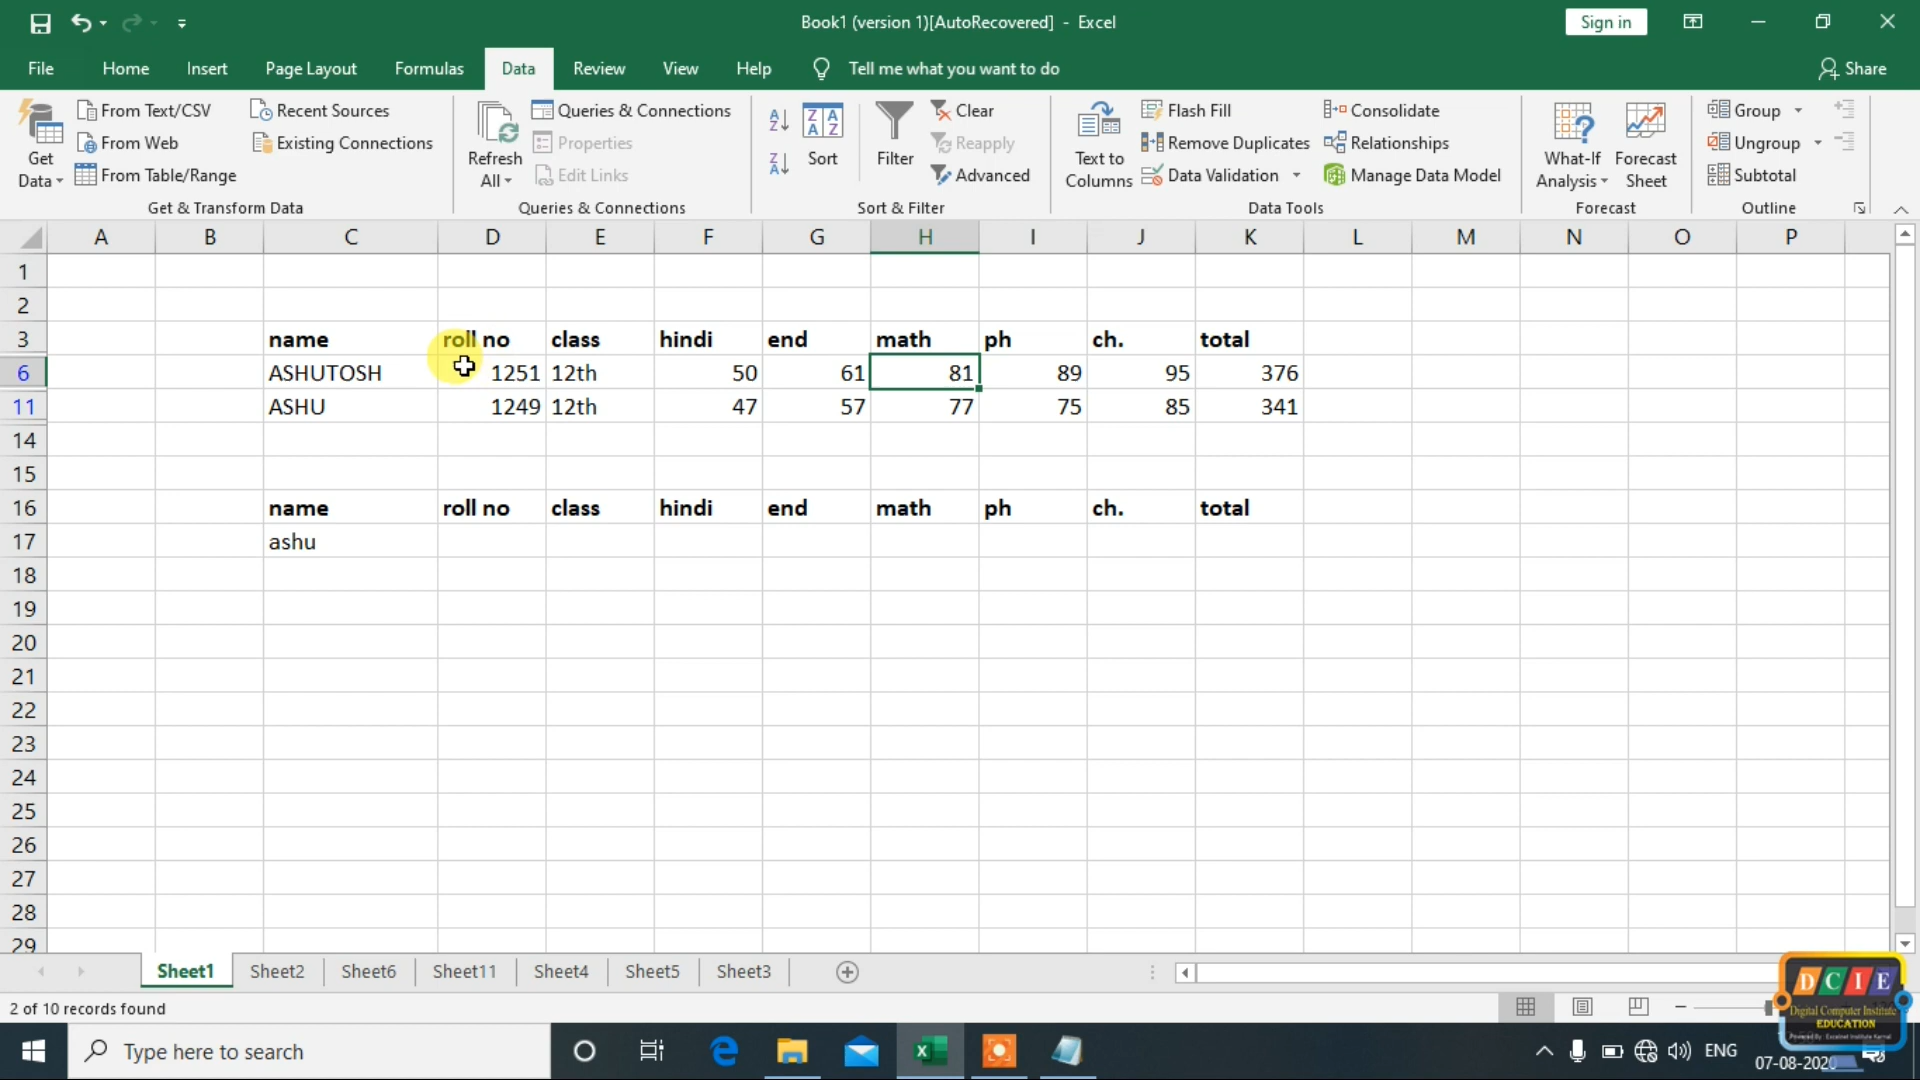 Book1 (version 1)[AutoRecovered] - Excel
Sign in
File Home Insert Page Layout Formulas Data Review View Help Tell me what you want to do Share
Get Data
From Text/CSV
From Web
From Table/Range
Recent Sources
Existing Connections
Get & Transform Data
Refresh All
Queries & Connections
Properties
Edit Links
Queries & Connections
Sort
Filter
Clear
Reapply
Advanced
Sort & Filter
Text to Columns
Flash Fill
Remove Duplicates
Data Validation
Consolidate
Relationships
Manage Data Model
Data Tools
What-If Analysis
Forecast Sheet
Forecast
Group
Ungroup
Subtotal
Outline
A B C D E F G H I J K L M N O P
1
2
3 name roll no class hindi end math ph ch. total
6 ASHUTOSH 1251 12th 50 61 81 89 95 376
11 ASHU 1249 12th 47 57 77 75 85 341
14
15
16 name roll no class hindi end math ph ch. total
17 ashu
18
19
20
21
22
23
24
25
26
27
28
29
Sheet1 Sheet2 Sheet6 Sheet11 Sheet4 Sheet5 Sheet3
2 of 10 records found
DCIE
Digital Computer Institute
EDUCATION
Type here to search
ENG
07-08-2020